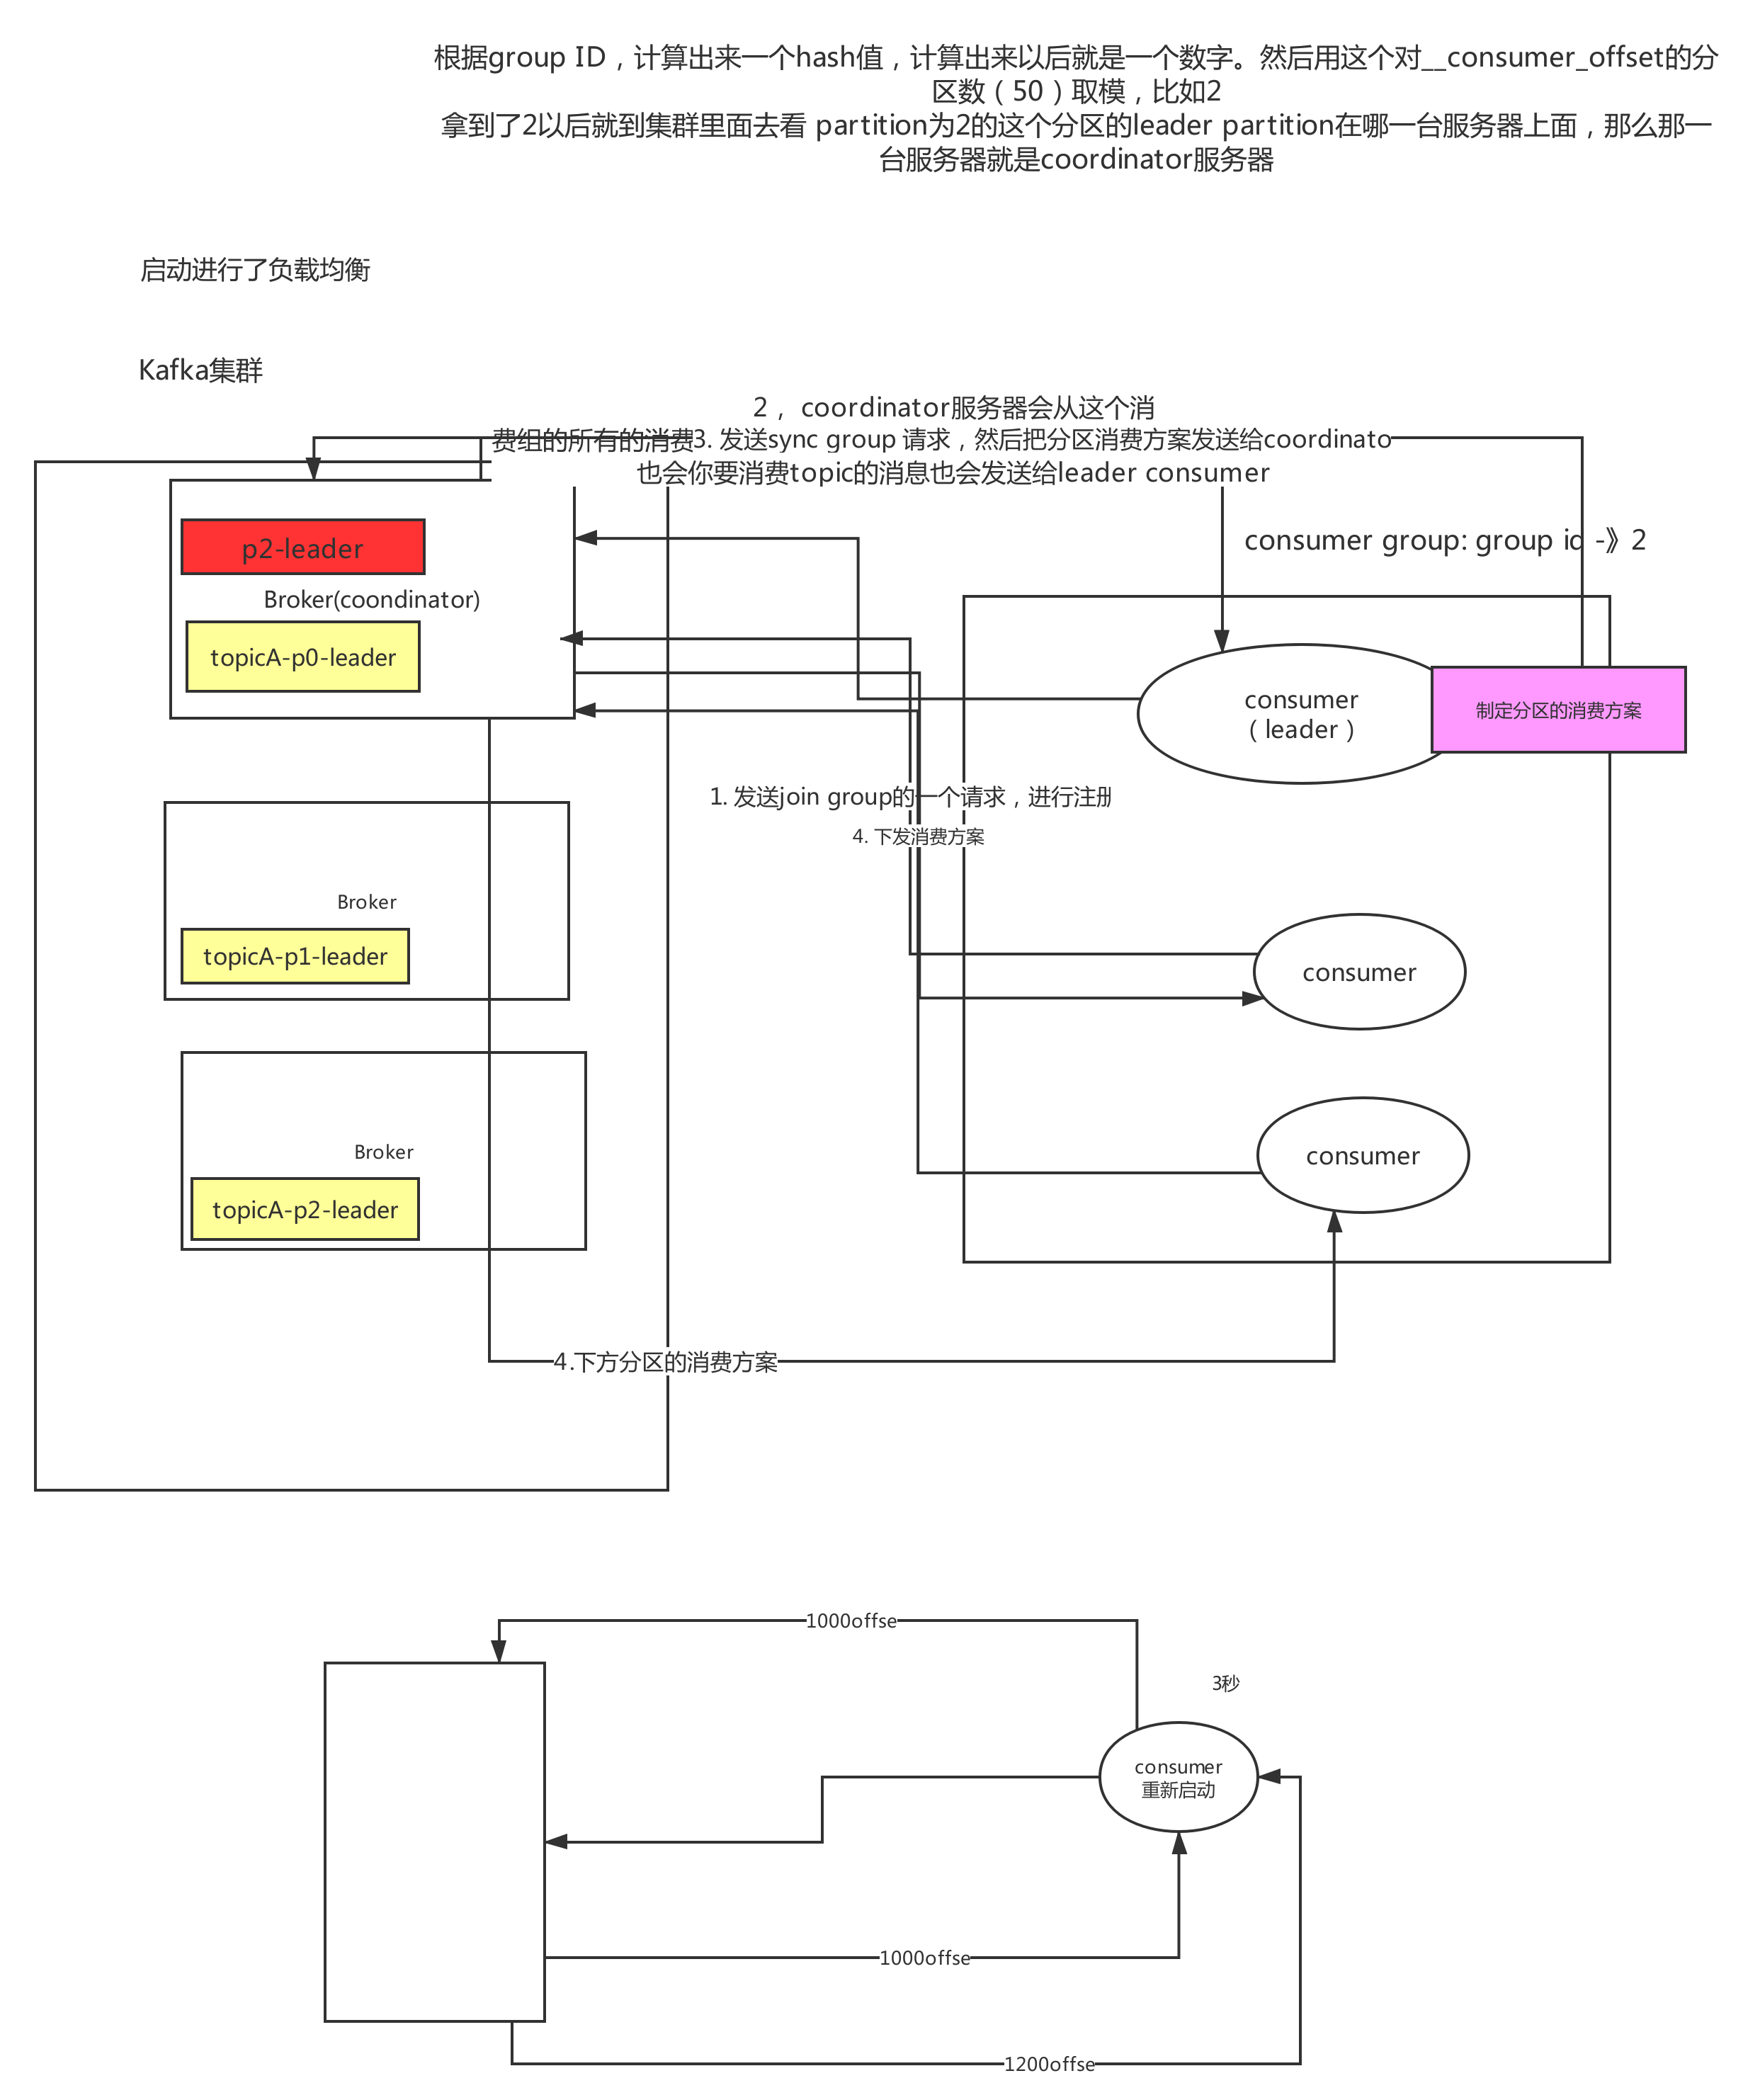 根据group ID，计算出来一个hash值，计算出来以后就是一个数字。然后用这个对__consumer_offset的分
区数（50）取模，比如2
拿到了2以后就到集群里面去看 partition为2的这个分区的leader partition在哪一台服务器上面，那么那一
台服务器就是coordinator服务器
启动进行了负载均衡
Kafka集群
2， coordinator服务器会从这个消
费组的所有的消费
3. 发送sync group 请求，然后把分区消费方案发送给coordinato
也会你要消费topic的消息也会发送给leader consumer
p2-leader
Broker(coondinator)
topicA-p0-leader
consumer group: group id -》2
consumer
（leader）
制定分区的消费方案
1. 发送join group的一个请求，进行注册
4. 下发消费方案
Broker
topicA-p1-leader
consumer
Broker
topicA-p2-leader
consumer
4.下方分区的消费方案
1000offse
3秒
consumer
重新启动
1000offse
1200offse